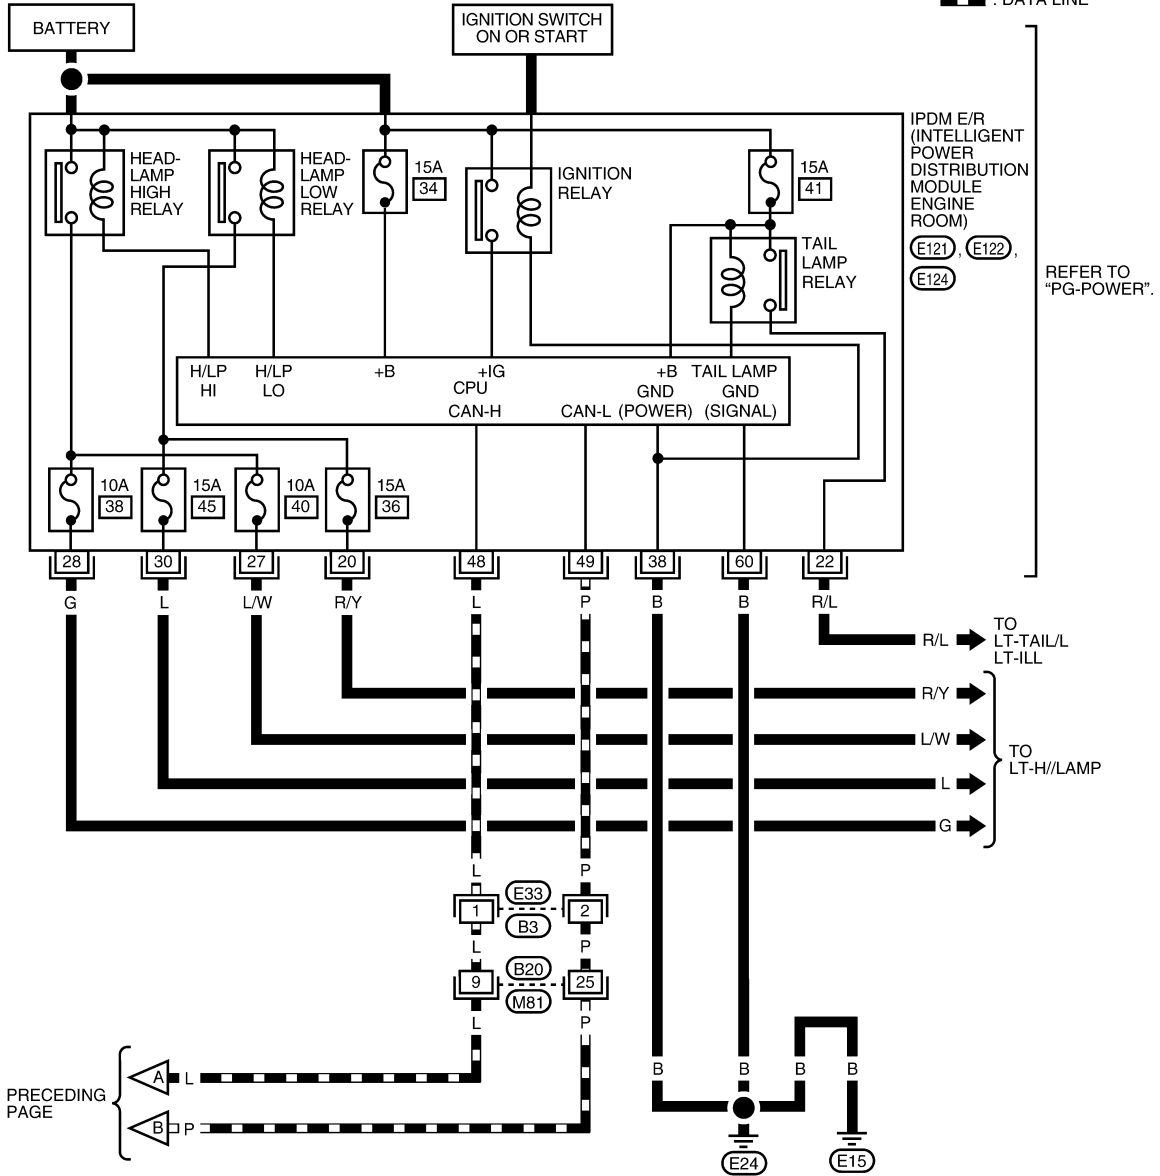 : DATA LINE
BATTERY
IGNITION SWITCH
ON OR START
IPDM E/R
(INTELLIGENT
POWER
DISTRIBUTION
MODULE
ENGINE
ROOM)
E121 , E122 ,
E124
REFER TO
“PG-POWER”.
HEAD-
LAMP
HIGH
RELAY
HEAD-
LAMP
LOW
RELAY
15A
34
IGNITION
RELAY
15A
41
TAIL
LAMP
RELAY
H/LP
HI
H/LP
LO
+B
+IG
CPU
CAN-H
CAN-L
+B
GND
(POWER)
TAIL LAMP
GND
(SIGNAL)
10A
38
15A
45
10A
40
15A
36
28 30 27 20 48 49 38 60 22
G L L/W R/Y L P B B R/L
R/L
TO
LT-TAIL/L
LT-ILL
R/Y
L/W
L
G
TO
LT-H//LAMP
L P
E33
1 2
B3
L P
B20
9 25
M81
L P
B B B B
PRECEDING
PAGE
A L
B P
E24 E15